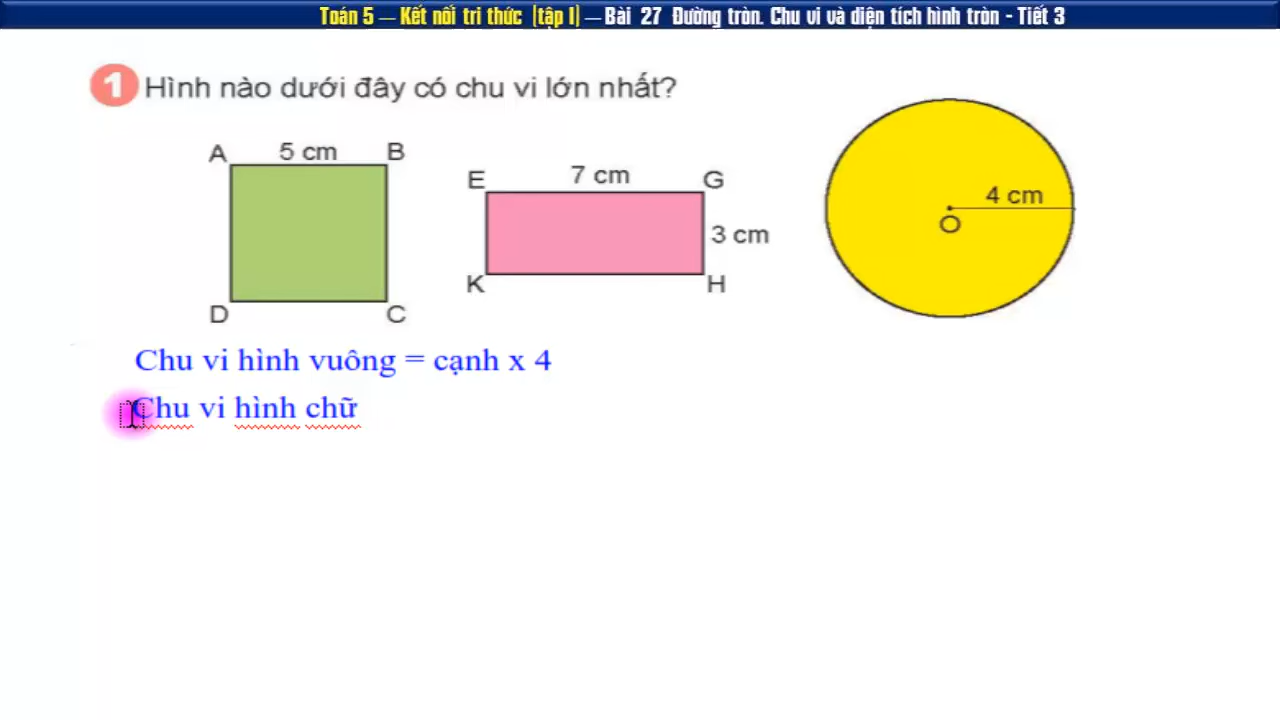 Toán 5 – Kết nối tri thức (tập 1) – Bài 27 Đường tròn. Chu vi và diện tích hình tròn - Tiết 3
1 Hình nào dưới đây có chu vi lớn nhất?
A 5 cm B
D C
E 7 cm G
3 cm
K H
4 cm
O
Chu vi hình vuông = cạnh x 4
Chu vi hình chữ